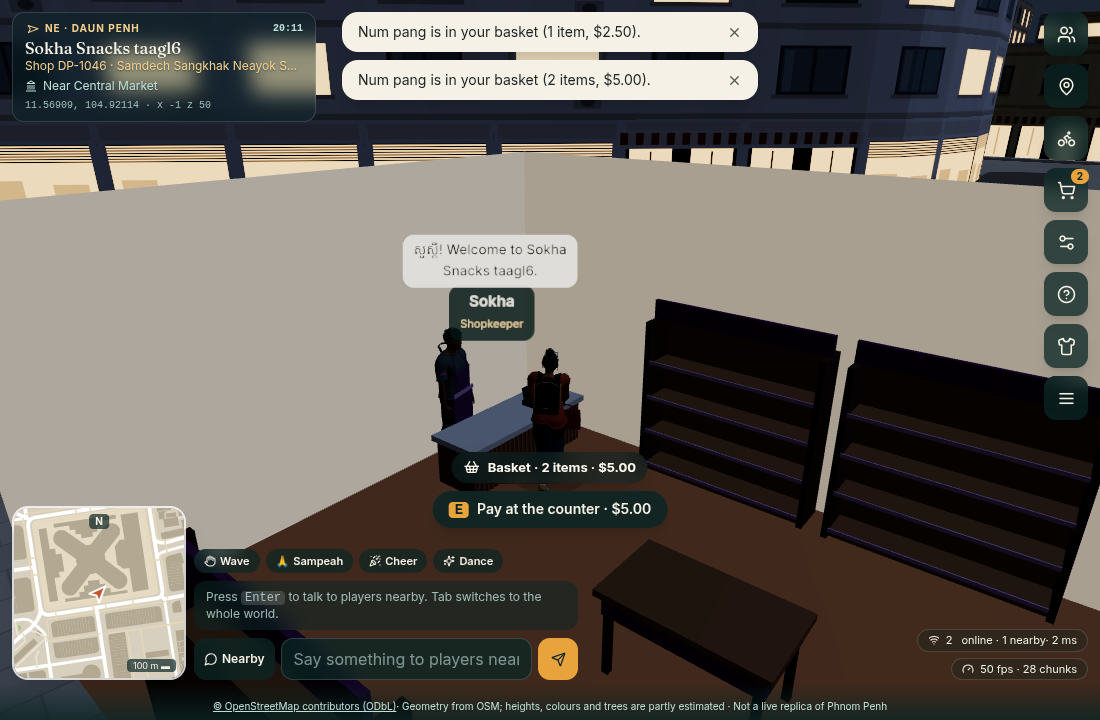 NE · DAUN PENH
20:11
Sokha Snacks taagl6
Shop DP-1046 · Samdech Sangkhak Neayok S...
Near Central Market
11.56909, 104.92114 · x -1 z 50
Num pang is in your basket (1 item, $2.50).
Num pang is in your basket (2 items, $5.00).
2
សួស្តី! Welcome to Sokha
Snacks taagl6.
Sokha
Shopkeeper
Basket · 2 items · $5.00
E Pay at the counter · $5.00
N
100 m
Wave
Sampeah
Cheer
Dance
Press Enter to talk to players nearby. Tab switches to the
whole world.
Nearby
Say something to players near
2 online · 1 nearby · 2 ms
50 fps · 28 chunks
© OpenStreetMap contributors (ODbL) · Geometry from OSM; heights, colours and trees are partly estimated · Not a live replica of Phnom Penh